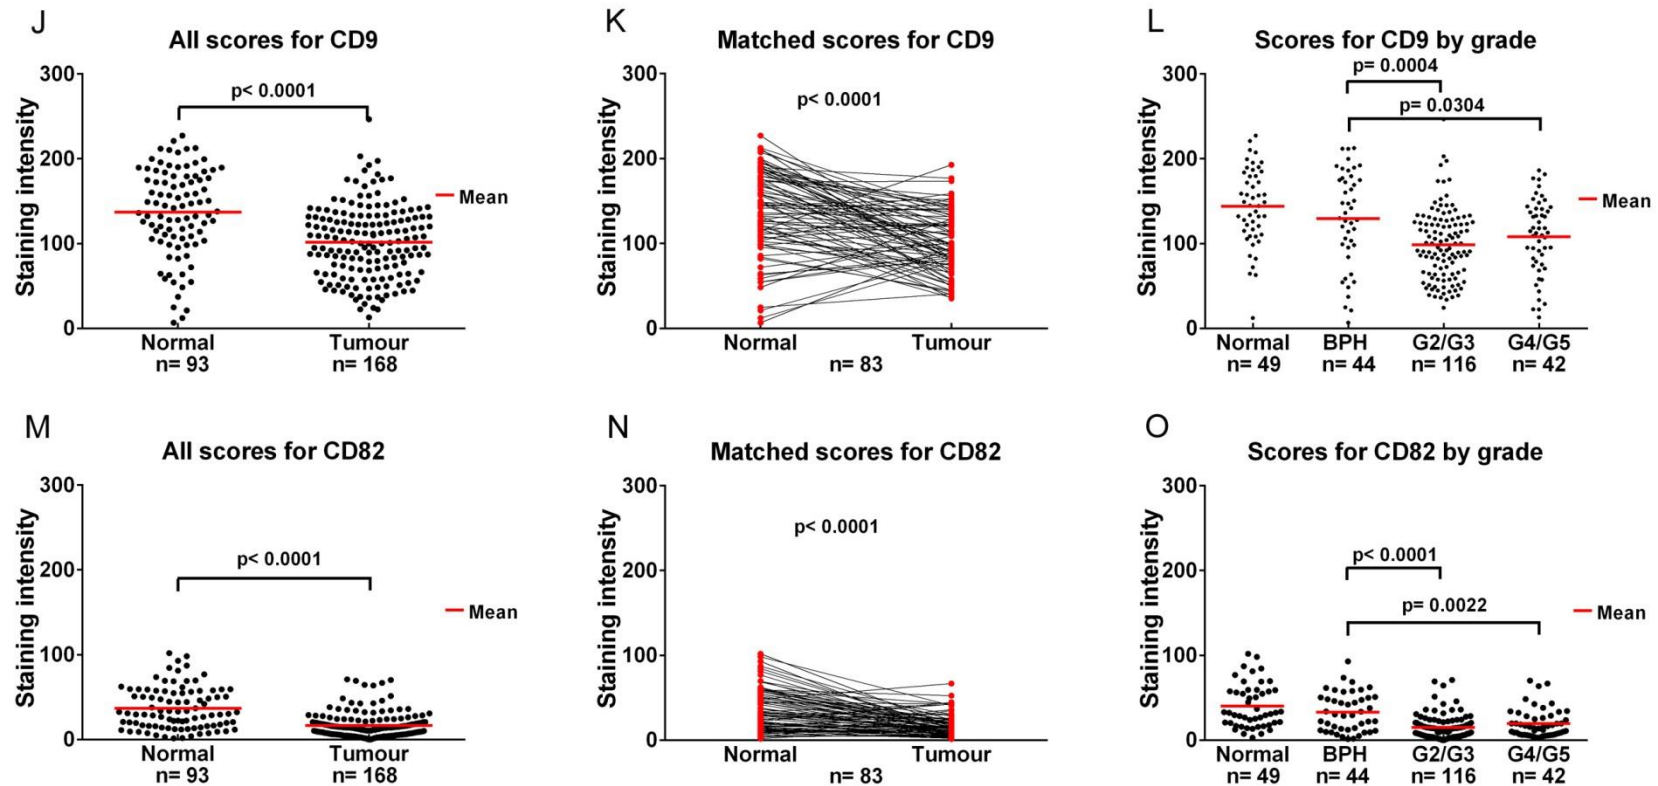 J
All scores for CD9
Staining intensity
300
200
100
0
p< 0.0001
Mean
Normal
n= 93
Tumour
n= 168
K
Matched scores for CD9
Staining intensity
300
200
100
0
p< 0.0001
Normal
Tumour
n= 83
L
Scores for CD9 by grade
Staining intensity
300
200
100
0
p= 0.0004
p= 0.0304
Mean
Normal
n= 49
BPH
n= 44
G2/G3
n= 116
G4/G5
n= 42
M
All scores for CD82
Staining intensity
300
200
100
0
p< 0.0001
Mean
Normal
n= 93
Tumour
n= 168
N
Matched scores for CD82
Staining intensity
300
200
100
0
p< 0.0001
Normal
Tumour
n= 83
O
Scores for CD82 by grade
Staining intensity
300
200
100
0
p< 0.0001
p= 0.0022
Mean
Normal
n= 49
BPH
n= 44
G2/G3
n= 116
G4/G5
n= 42